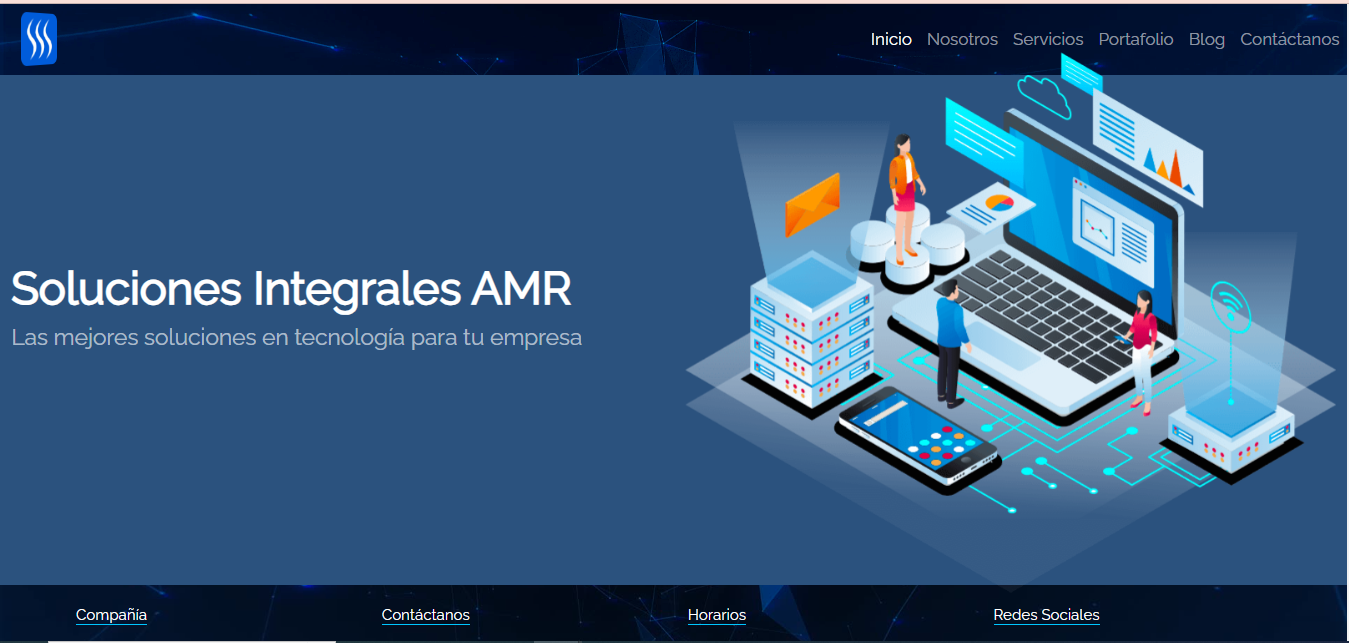 Inicio Nosotros Servicios Portafolio Blog Contáctanos
Soluciones Integrales AMR
Las mejores soluciones en tecnología para tu empresa
Compañía Contáctanos Horarios Redes Sociales